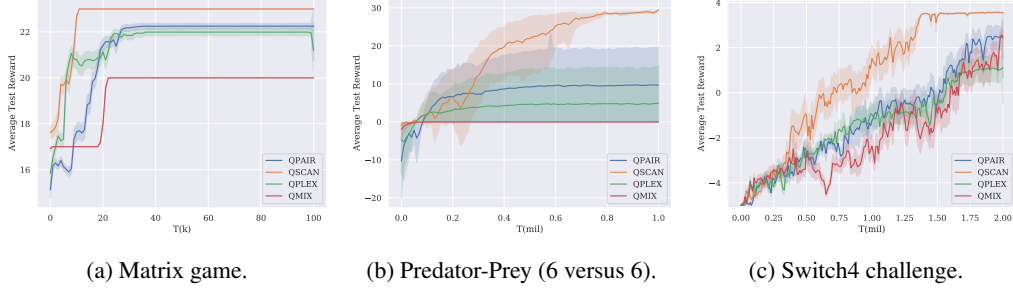 Average Test Reward
22
20
18
16
0
20
40
60
80
100
T(k)
QPAIR
QSCAN
QPLEX
QMIX
(a) Matrix game.
Average Test Reward
30
20
10
0
−10
−20
0.0
0.2
0.4
0.6
0.8
1.0
T(mil)
QPAIR
QSCAN
QPLEX
QMIX
(b) Predator-Prey (6 versus 6).
Average Test Reward
4
2
0
−2
−4
0.00
0.25
0.50
0.75
1.00
1.25
1.50
1.75
2.00
T(mil)
QPAIR
QSCAN
QPLEX
QMIX
(c) Switch4 challenge.